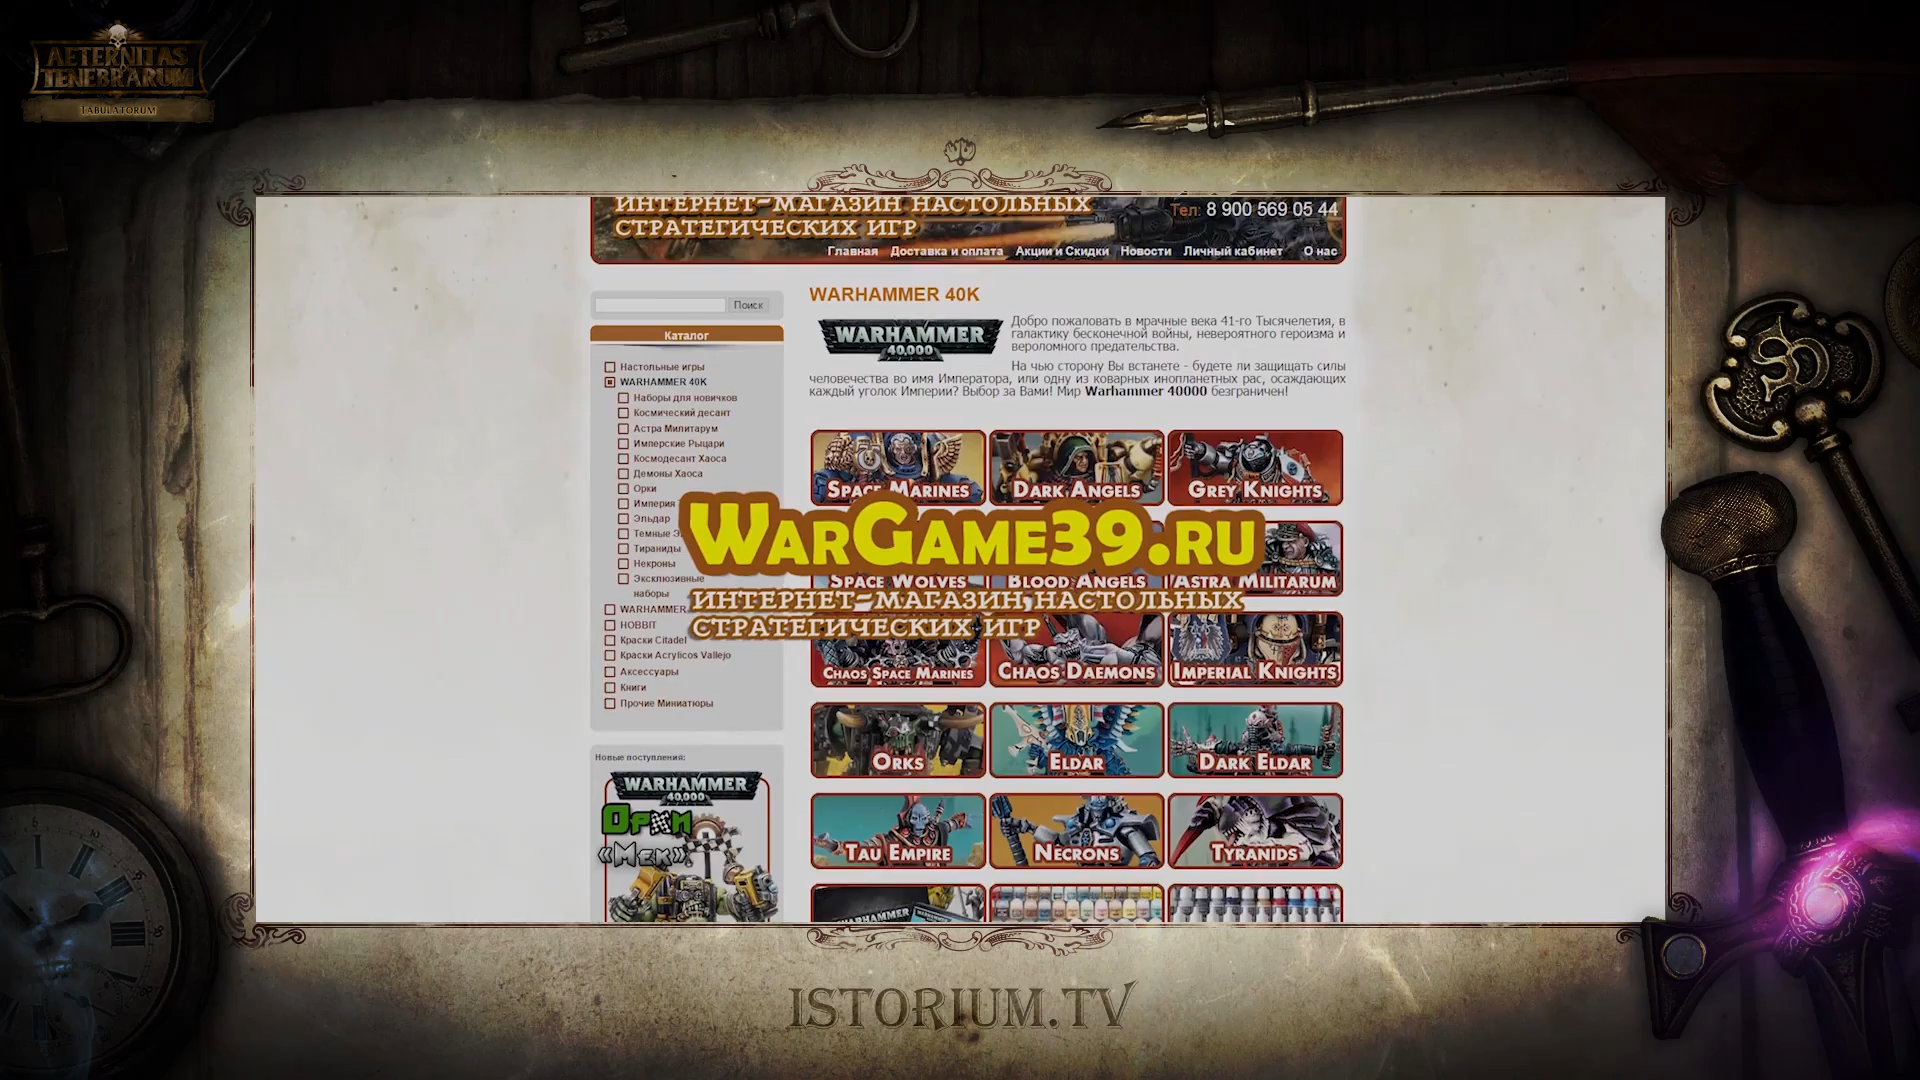 AETERNITAS
TENEBRARUM
TABULATORUM
ИНТЕРНЕТ-МАГАЗИН НАСТОЛЬНЫХ
СТРАТЕГИЧЕСКИХ ИГР
Тел: 8 900 569 05 44
Главная Доставка и оплата Акции и Скидки Новости Личный кабинет О нас
Поиск
Каталог
Настольные игры
WARHAMMER 40K
Наборы для новичков
Космический десант
Астра Милитарум
Имперские Рыцари
Космодесант Хаоса
Демоны Хаоса
Орки
Империя
Эльдар
Темные
Тираниды
Некроны
Эксклюзивные
наборы
WARHAMMER
HOBBIT
Краски Citadel
Краски Acrylicos Vallejo
Аксессуары
Книги
Прочие Миниатюры
Новые поступления:
WARHAMMER
40,000
Орки
«Мек»
WARHAMMER 40K
WARHAMMER
40,000
Добро пожаловать в мрачные века 41-го Тысячелетия, в
галактику бесконечной войны, невероятного героизма и
вероломного предательства.
На чью сторону Вы встанете - будете ли защищать силы
человечества во имя Императора, или одну из коварных инопланетных рас, осаждающих
каждый уголок Империи? Выбор за Вами! Мир Warhammer 40000 безграничен!
SPACE MARINES DARK ANGELS GREY KNIGHTS
WARGAME39.RU
SPACE WOLVES BLOOD ANGELS ASTRA MILITARUM
ИНТЕРНЕТ-МАГАЗИН НАСТОЛЬНЫХ
СТРАТЕГИЧЕСКИХ ИГР
CHAOS SPACE MARINES CHAOS DAEMONS IMPERIAL KNIGHTS
ORKS ELDAR DARK ELDAR
TAU EMPIRE NECRONS TYRANIDS
WARHAMMER
ISTORIUM.TV